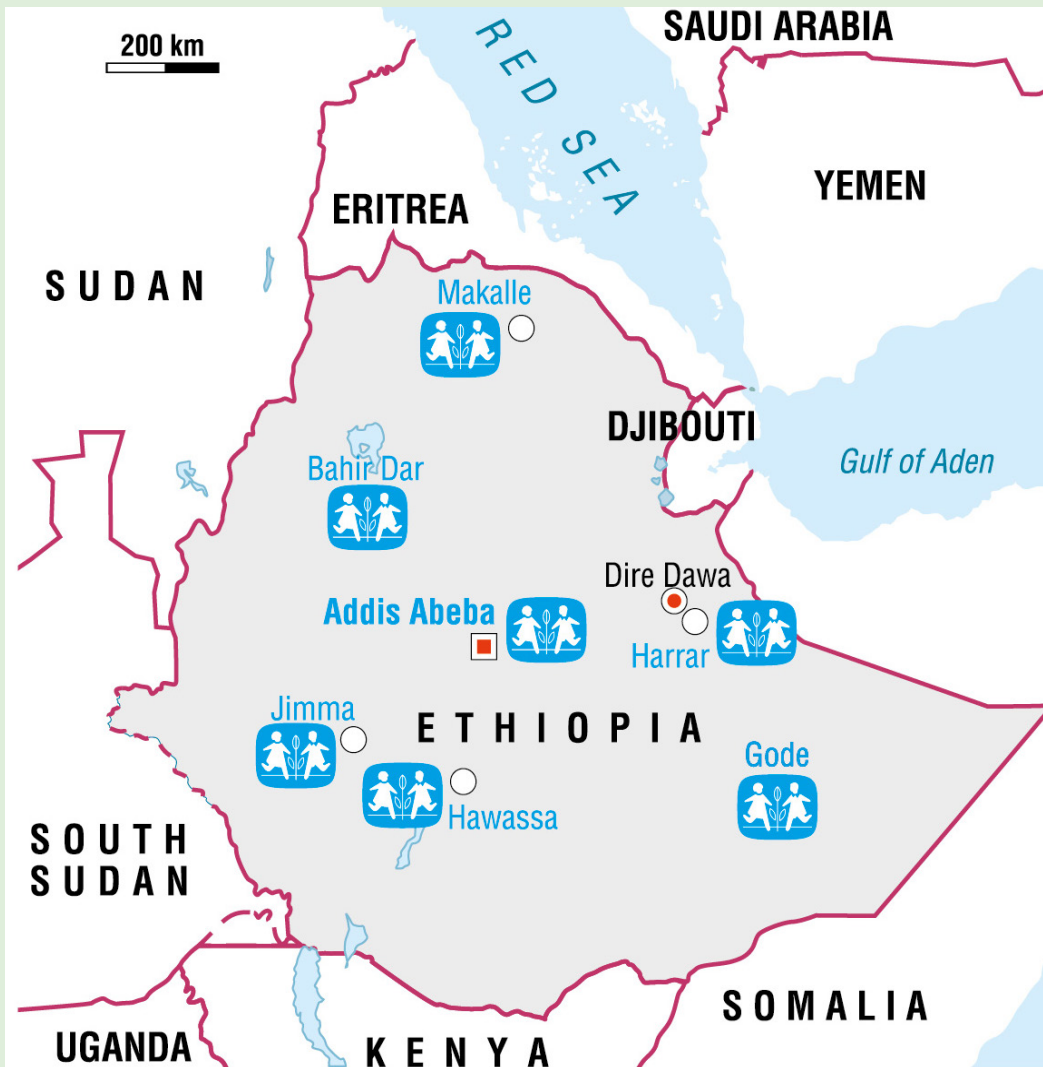 200 km
SAUDI ARABIA
RED SEA
YEMEN
ERITREA
SUDAN
Makalle
DJIBOUTI
Gulf of Aden
Bahir Dar
Dire Dawa
Addis Abeba
Harrar
Jimma
ETHIOPIA
Gode
Hawassa
SOUTH
SUDAN
SOMALIA
UGANDA
KENYA